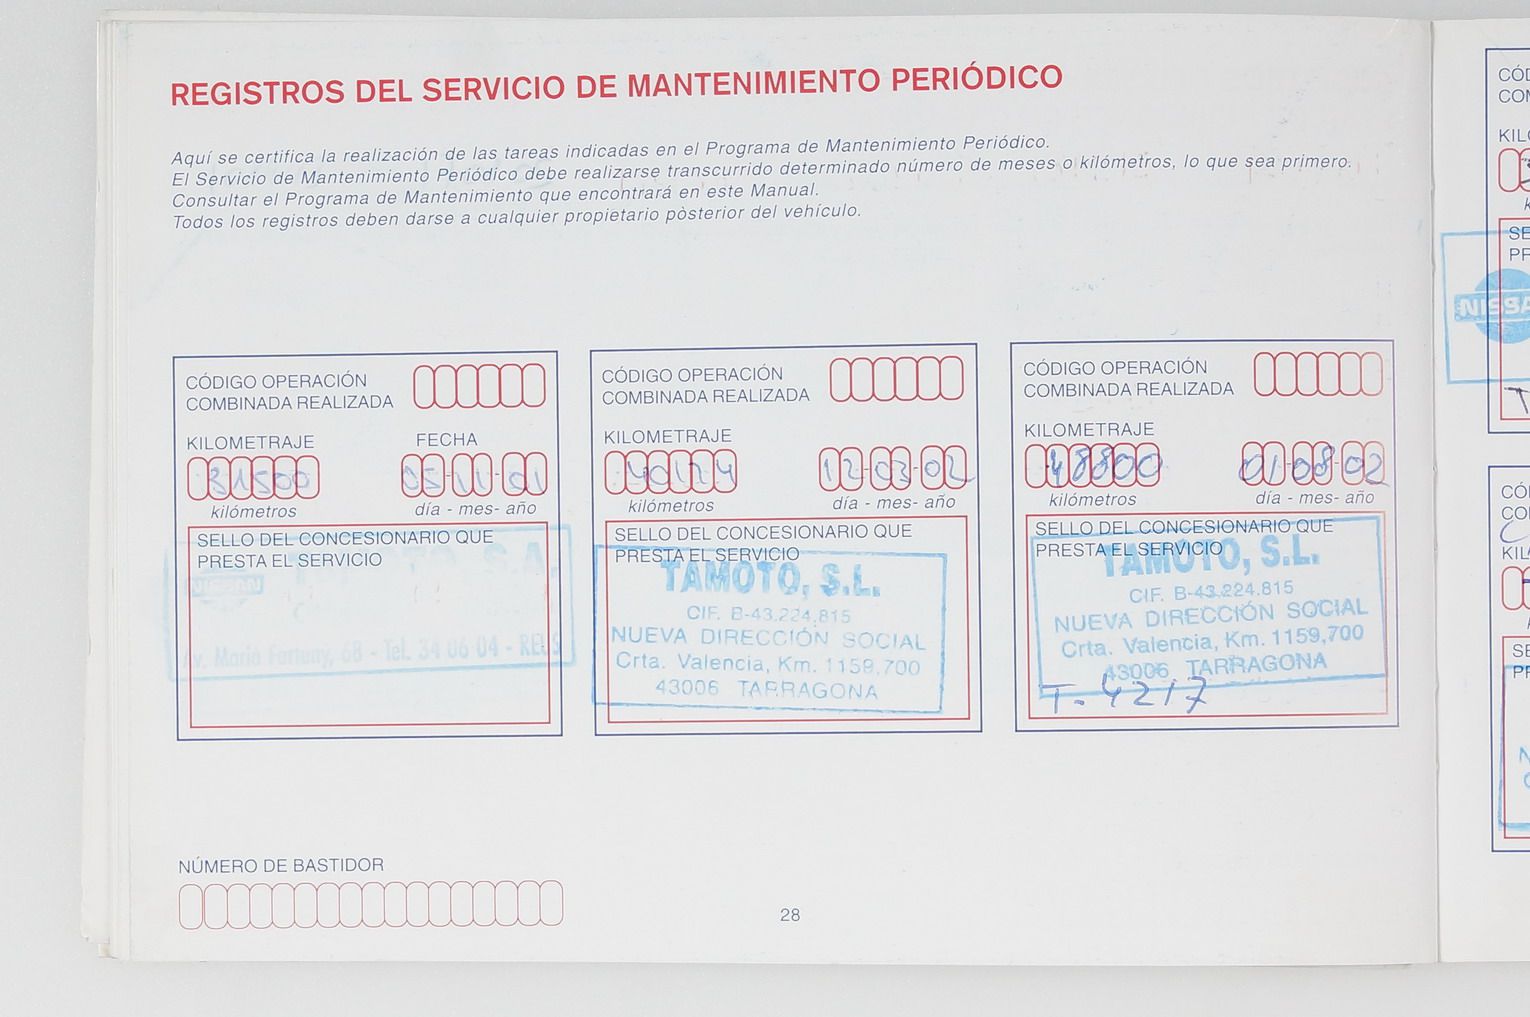 REGISTROS DEL SERVICIO DE MANTENIMIENTO PERIÓDICO
Aquí se certifica la realización de las tareas indicadas en el Programa de Mantenimiento Periódico.
El Servicio de Mantenimiento Periódico debe realizarse transcurrido determinado número de meses o kilómetros, lo que sea primero.
Consultar el Programa de Mantenimiento que encontrará en este Manual.
Todos los registros deben darse a cualquier propietario pòsterior del vehículo.
CÓDIGO OPERACIÓN
COMBINADA REALIZADA
KILOMETRAJE
FECHA
31500
05-11-01
kilómetros
día - mes- año
SELLO DEL CONCESIONARIO QUE
PRESTA EL SERVICIO
NISSAN
S.A.
Av. Maria Fortuny, 68 - Tel. 34 06 04 - REUS
CÓDIGO OPERACIÓN
COMBINADA REALIZADA
KILOMETRAJE
40124
12-03-02
kilómetros
día - mes- año
SELLO DEL CONCESIONARIO QUE
PRESTA EL SERVICIO
TAMOTO, S.L.
CIF. B-43.224.815
NUEVA DIRECCIÓN SOCIAL
Crta. Valencia, Km. 1159,700
43006 TARRAGONA
CÓDIGO OPERACIÓN
COMBINADA REALIZADA
KILOMETRAJE
48800
01-08-02
kilómetros
día - mes- año
SELLO DEL CONCESIONARIO QUE
PRESTA EL SERVICIO
TAMOTO, S.L.
CIF. B-43.224.815
NUEVA DIRECCIÓN SOCIAL
Crta. Valencia, Km. 1159,700
43006 TARRAGONA
T-4217
NÚMERO DE BASTIDOR
28